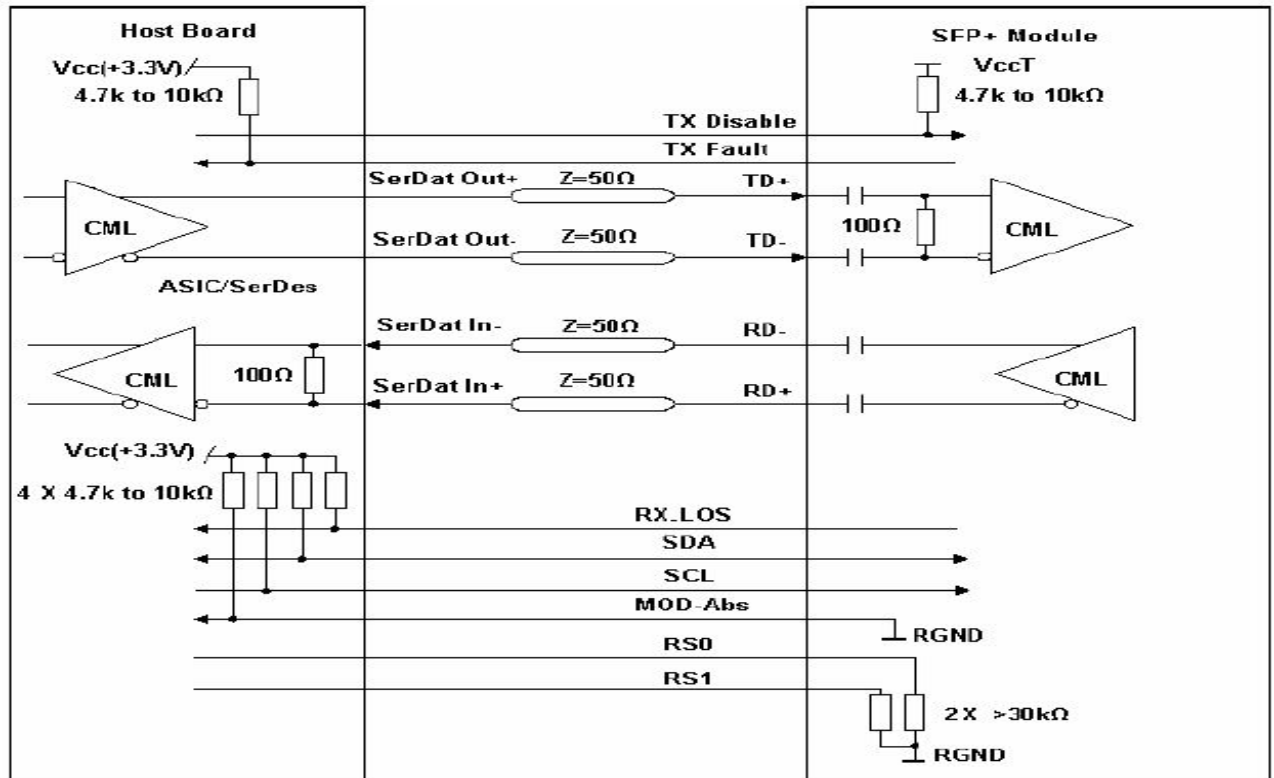 Host Board
SFP+ Module
Vcc(+3.3V)
VccT
4.7k to 10kΩ
4.7k to 10kΩ
TX Disable
TX Fault
SerDat Out+
Z=50Ω
TD+
CML
100Ω
CML
SerDat Out-
Z=50Ω
TD-
ASIC/SerDes
SerDat In-
Z=50Ω
RD-
CML
100Ω
SerDat In+
Z=50Ω
RD+
CML
Vcc(+3.3V)
4 X 4.7k to 10kΩ
RX_LOS
SDA
SCL
MOD-Abs
RGND
RS0
RS1
2X >30kΩ
RGND